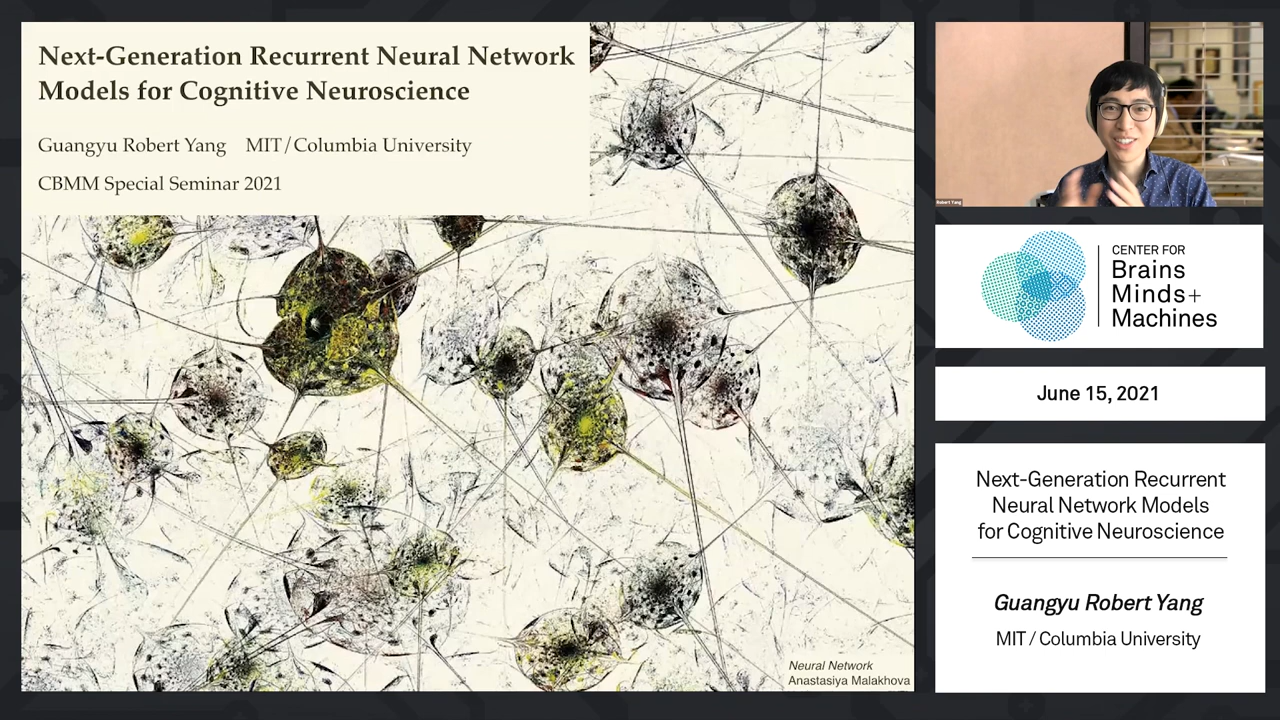 Next-Generation Recurrent Neural Network
Models for Cognitive Neuroscience
Guangyu Robert Yang MIT/Columbia University
CBMM Special Seminar 2021
Neural Network
Anastasiya Malakhova
Robert Yang
CENTER FOR
Brains
Minds+
Machines
June 15, 2021
Next-Generation Recurrent
Neural Network Models
for Cognitive Neuroscience
Guangyu Robert Yang
MIT / Columbia University